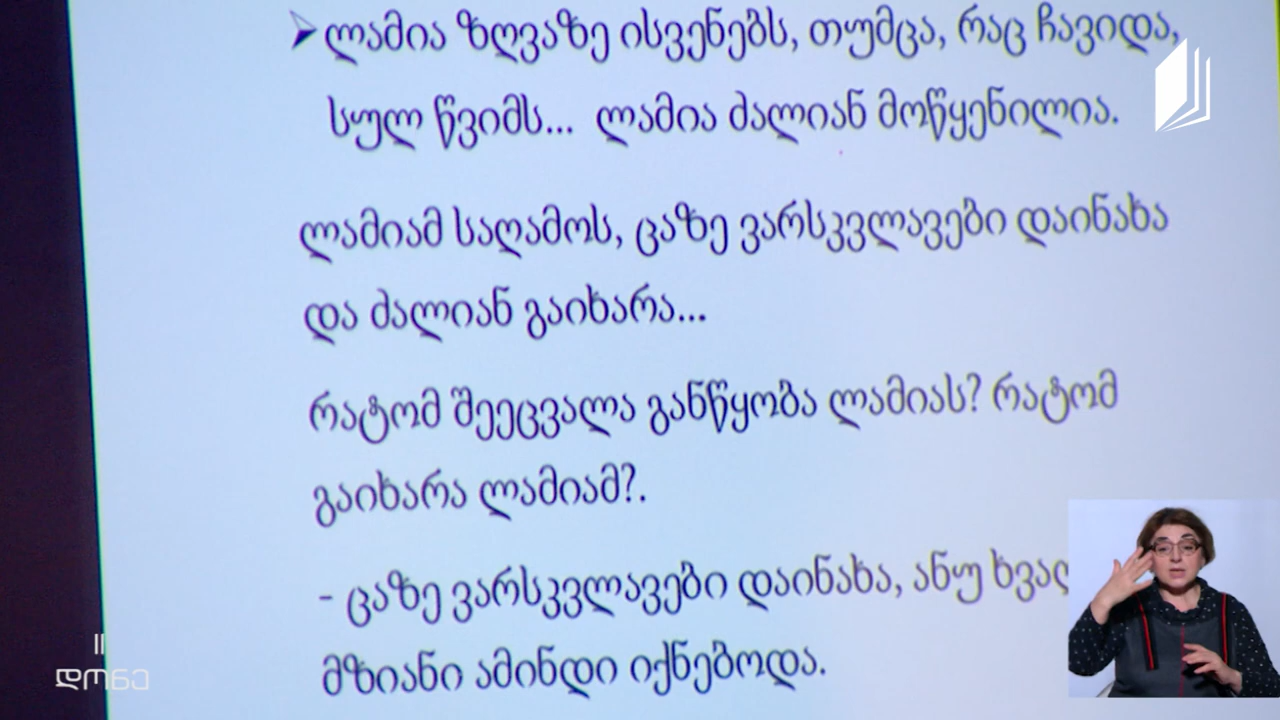 ლამია ზღვაზე ისვენებს, თუმცა, რაც ჩავიდა,
სულ წვიმს... ლამია ძალიან მოწყენილია.
ლამიამ საღამოს, ცაზე ვარსკვლავები დაინახა
და ძალიან გაიხარა...
რატომ შეეცვალა განწყობა ლამიას? რატომ
გაიხარა ლამიამ?.
- ცაზე ვარსკვლავები დაინახა, ანუ
მზიანი ამინდი იქნებოდა.
II
დონე